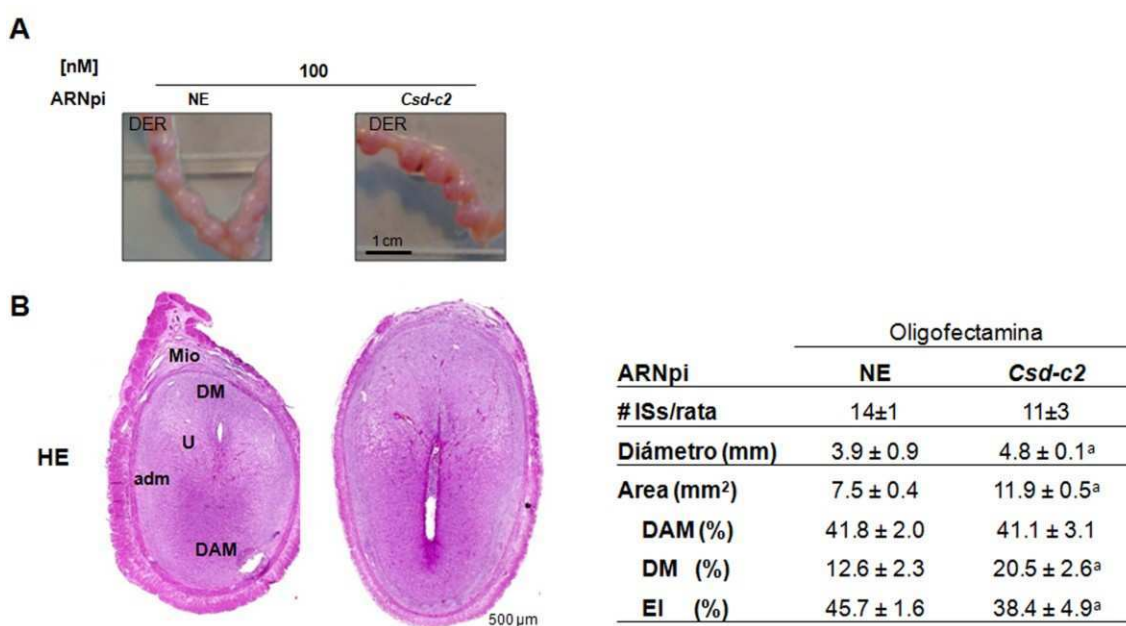 A
[nM] 100
ARNpi NE Csd-c2
DER DER
1 cm
B
Mio
DM
U
HE
adm
DAM
500 µm
Oligofectamina
ARNpi NE Csd-c2
# ISs/rata 14±1 11±3
Diámetro (mm) 3.9 ± 0.9 4.8 ± 0.1ᵃ
Area (mm²) 7.5 ± 0.4 11.9 ± 0.5ᵃ
DAM (%) 41.8 ± 2.0 41.1 ± 3.1
DM (%) 12.6 ± 2.3 20.5 ± 2.6ᵃ
EI (%) 45.7 ± 1.6 38.4 ± 4.9ᵃ